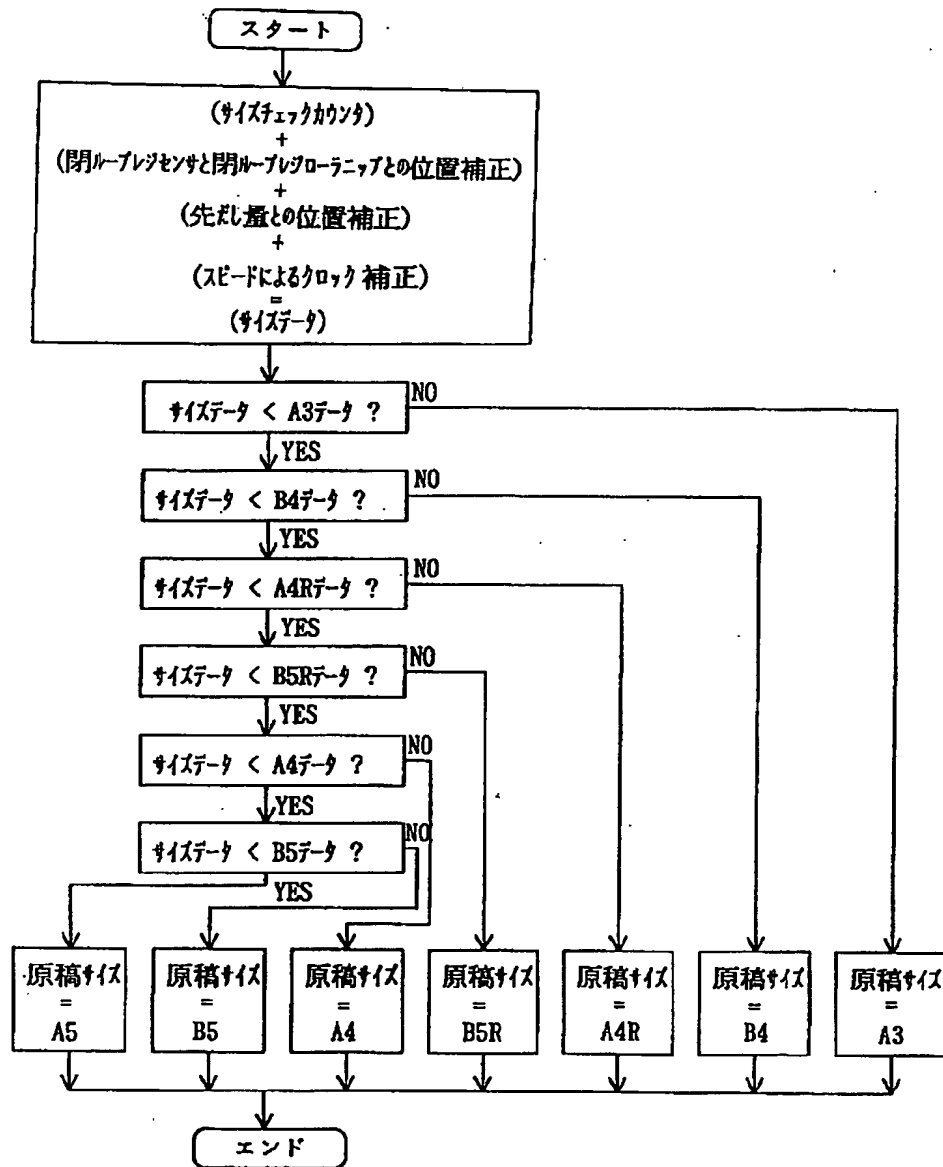 スタート
(サイズチェックカウンタ)
+
(閉ループレジセンサと閉ループレジローラニップとの位置補正)
+
(先だし量との位置補正)
+
(スピードによるクロック補正)
=
(サイズデータ)
サイズデータ < A3データ ?
NO
YES
サイズデータ < B4データ ?
NO
YES
サイズデータ < A4Rデータ ?
NO
YES
サイズデータ < B5Rデータ ?
NO
YES
サイズデータ < A4データ ?
NO
YES
サイズデータ < B5データ ?
NO
YES
原稿サイズ
=
A5
原稿サイズ
=
B5
原稿サイズ
=
A4
原稿サイズ
=
B5R
原稿サイズ
=
A4R
原稿サイズ
=
B4
原稿サイズ
=
A3
エンド